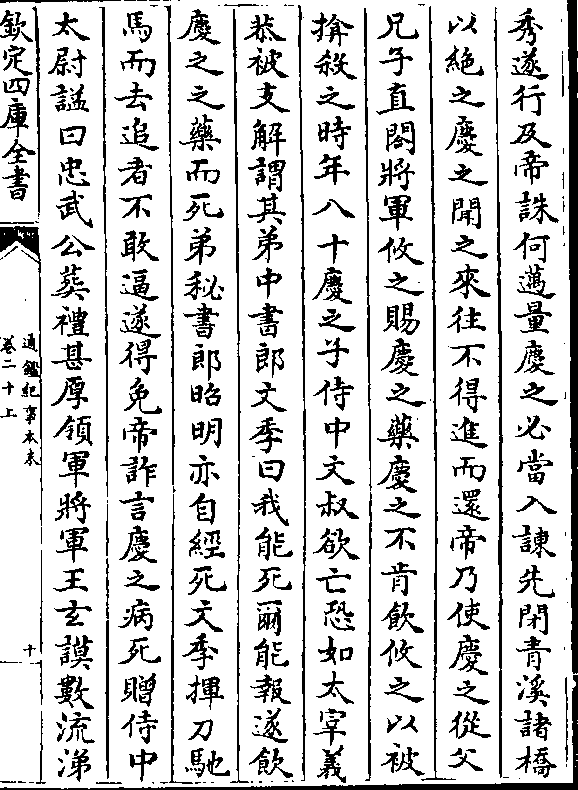 秀遂行及帝誅何邁量慶之必當入諫先閉青溪諸橋
以絶之慶之聞之來往不得進而還帝乃使慶之從父
兄子直閤將軍攸之賜慶之藥慶之不肯飲攸之以被
揜殺之時年八十慶之子侍中文叔欲亡恐如太宰義
恭被支解謂其弟中書郎文季曰我能死爾能報遂飲
慶之之藥而死弟秘書郎昭明亦自經死文季揮刀馳
馬而去追者不敢逼遂得免帝詐言慶之病死贈侍中
太尉諡曰忠武公葬禮甚厚領軍將軍王玄謨數流涕
欽定四庫全書
通鑑紀事本末
卷二十上
十